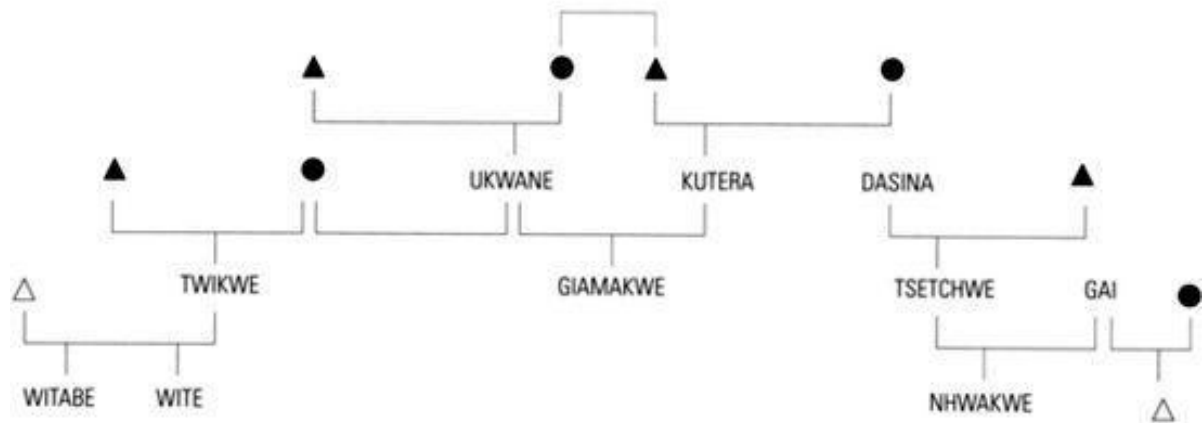 UKWANE KUTERA DASINA
TWIKWE GIAMAKWE TSETCHWE GAI
WITABE WITE NHWAKWE